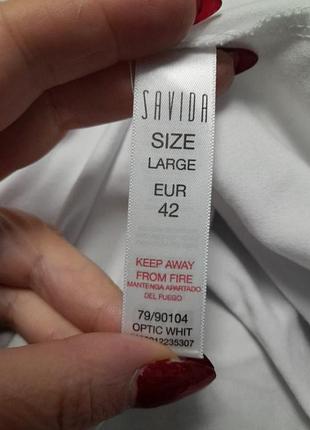 SAVIDA
SIZE
LARGE
EUR
42
KEEP AWAY
FROM FIRE
MANTENGA APARTADO
DEL FUEGO
79/90104
OPTIC WHIT